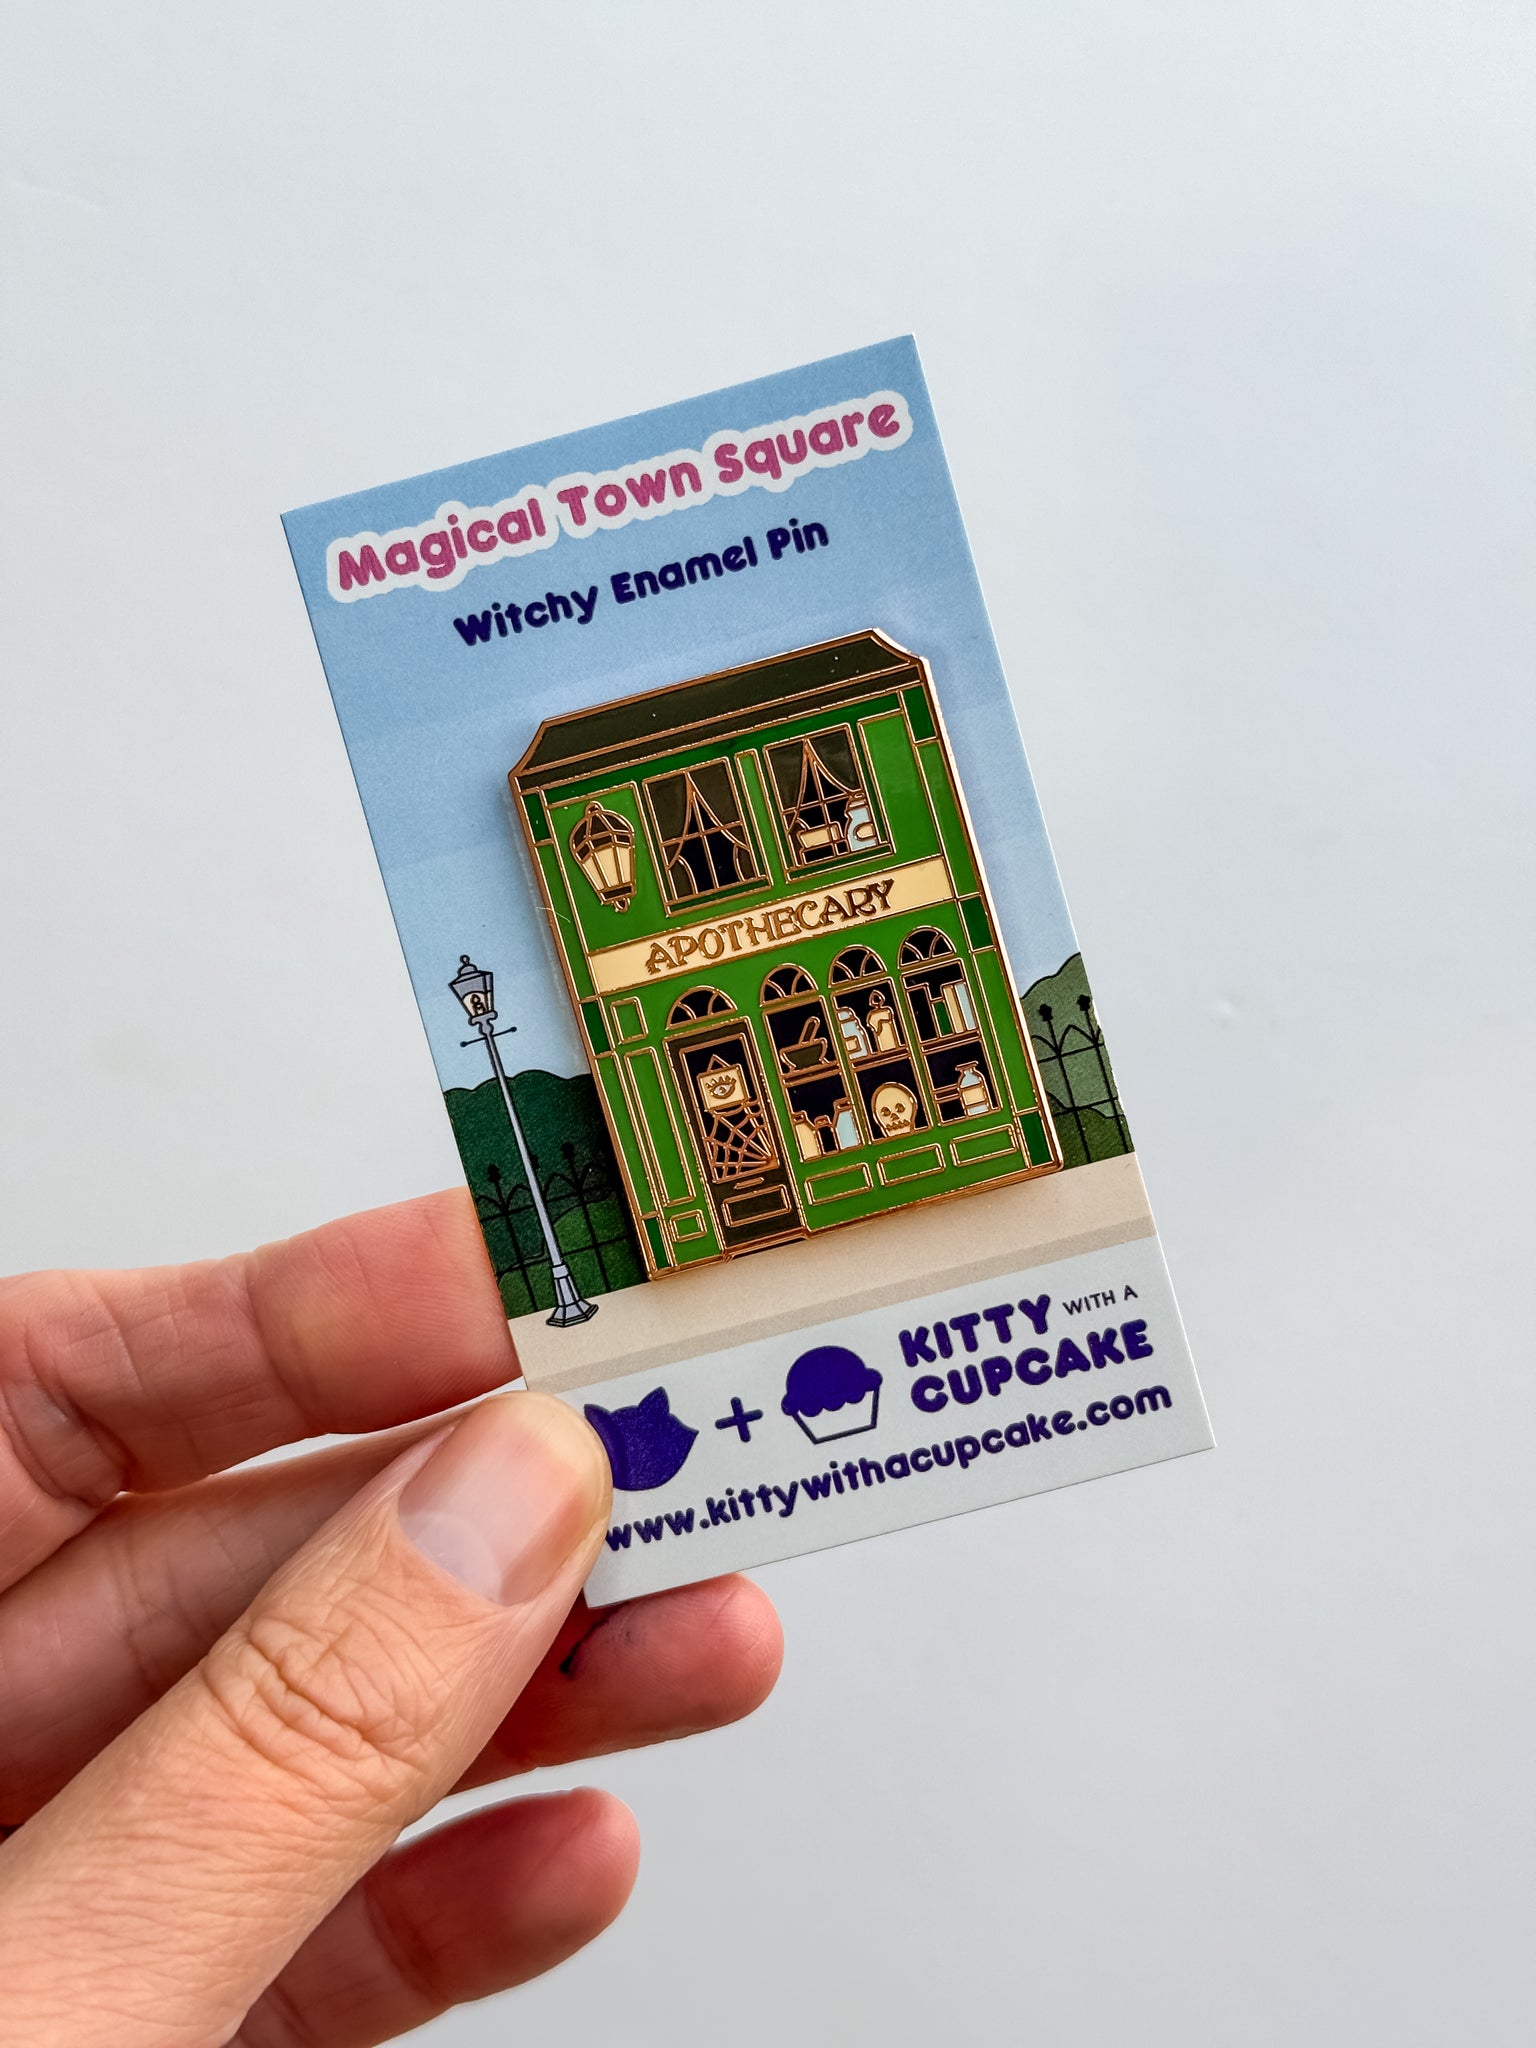 Magical Town Square
Witchy Enamel Pin
APOTHECARY
KITTY WITH A
CUPCAKE
www.kittywithacupcake.com